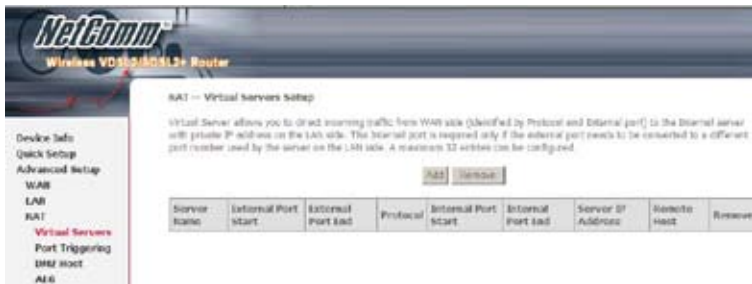 NetComm
Wireless VDSL2/ADSL2+ Router
NAT -- Virtual Servers Setup
Virtual Server allows you to direct incoming traffic from WAN side (identified by Protocol and External port) to the Internal server
with private IP address on the LAN side. The Internal port is required only if the external port needs to be converted to a different
port number used by the server on the LAN side. A maximum 32 entries can be configured.
Add Remove
Server Name External Port Start External Port End Protocol Internal Port Start Internal Port End Server IP Address Remote Host Remove
Device Info
Quick Setup
Advanced Setup
WAN
LAN
NAT
Virtual Servers
Port Triggering
DMZ Host
ALG